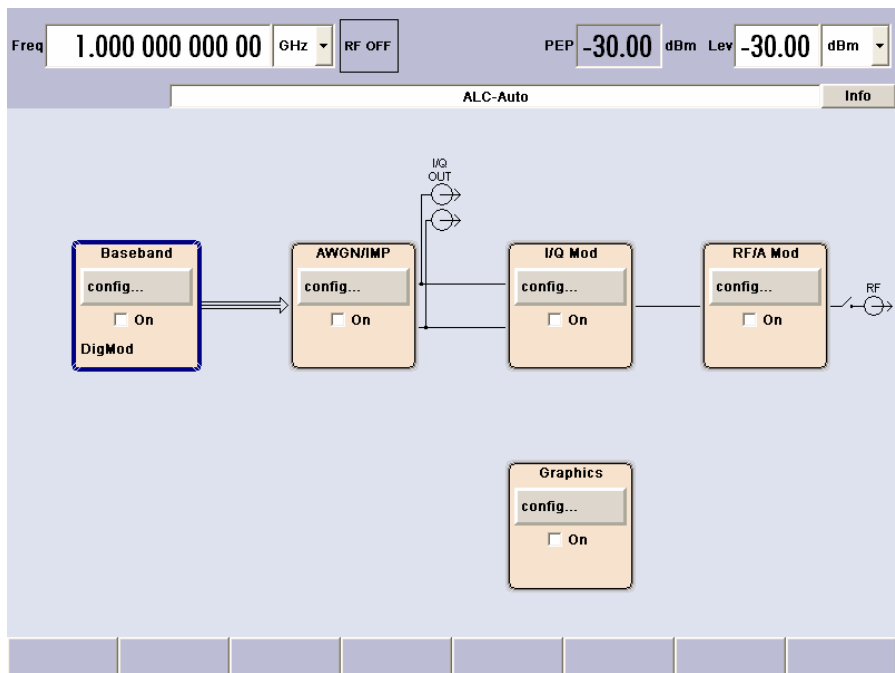 Freq 1.000 000 000 00 GHz RF OFF PEP -30.00 dBm Lev -30.00 dBm
ALC-Auto Info
I/Q
OUT
Baseband AWGN/IMP I/Q Mod RF/A Mod
config... config... config... config... RF
On On On On
DigMod
Graphics
config...
On